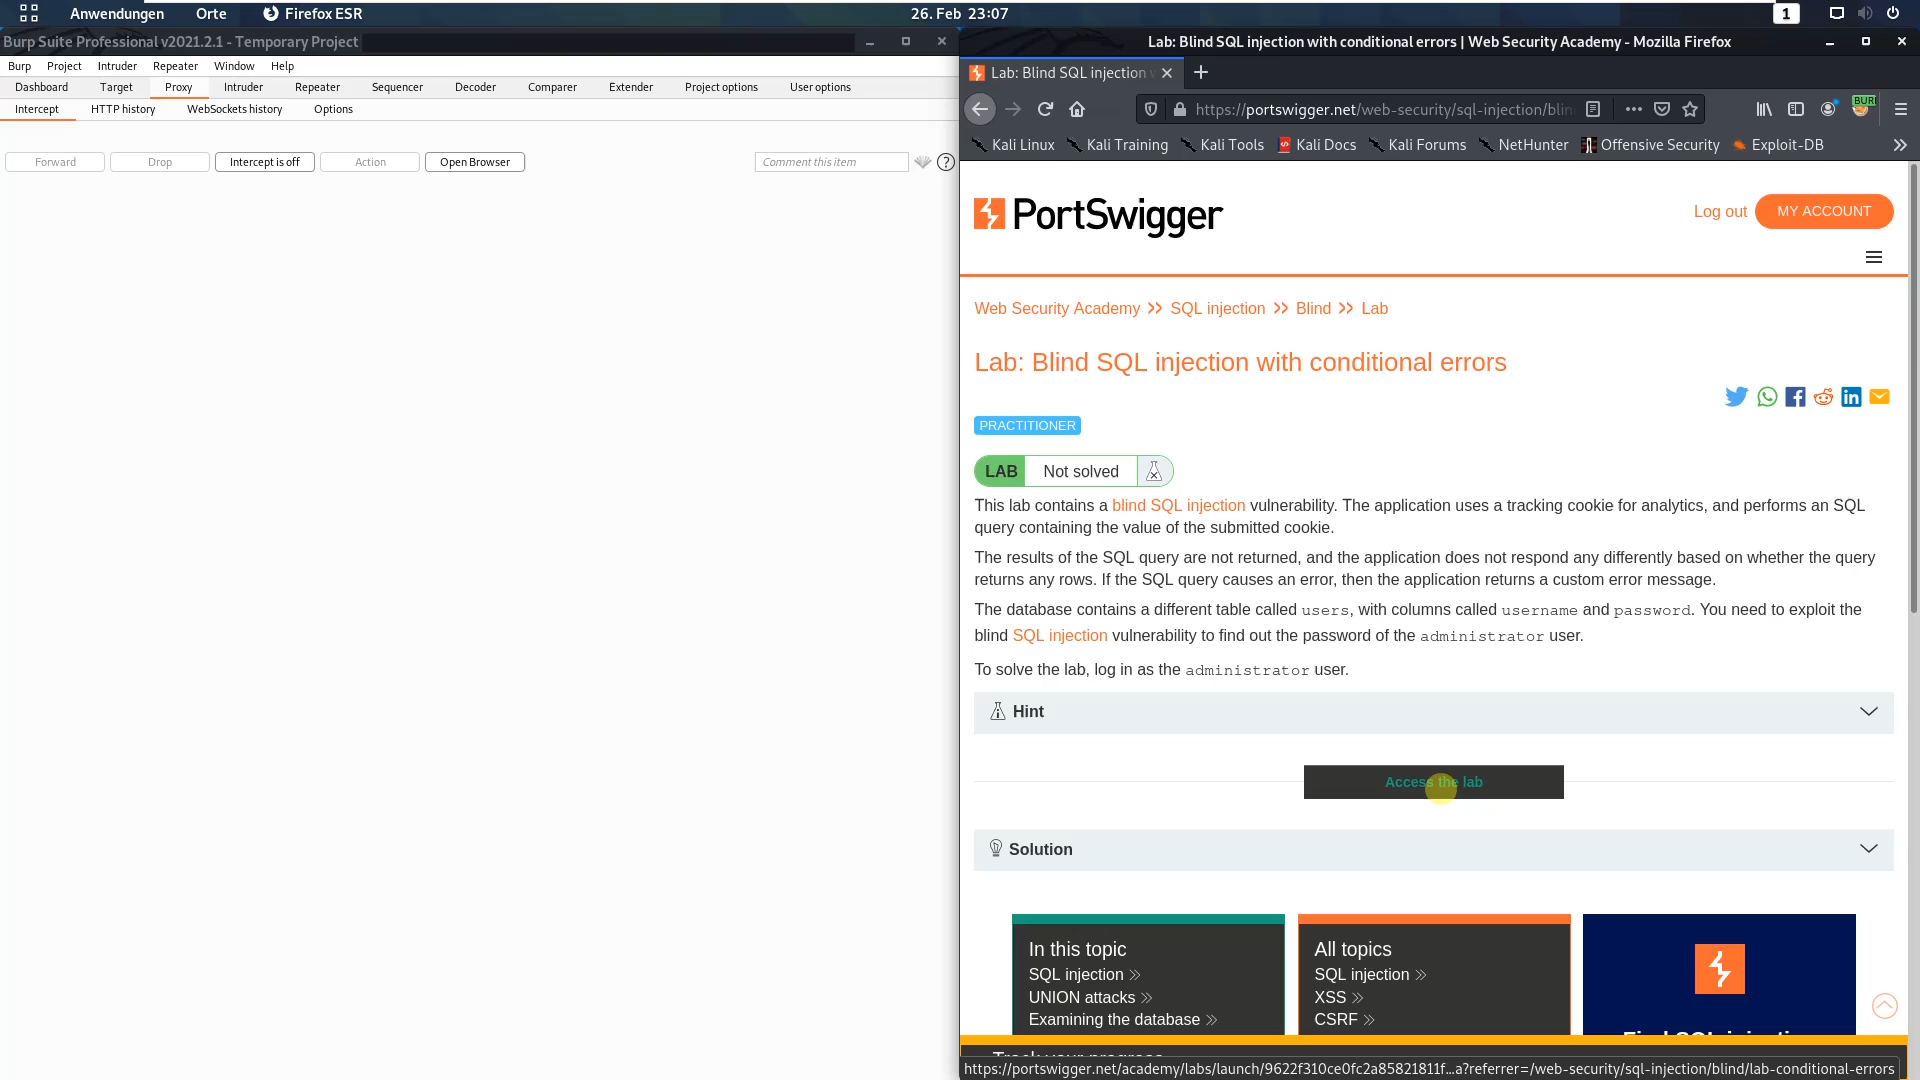 Anwendungen Orte Firefox ESR 26. Feb 23:07 1
Burp Suite Professional v2021.2.1 - Temporary Project
Burp Project Intruder Repeater Window Help
Dashboard Target Proxy Intruder Repeater Sequencer Decoder Comparer Extender Project options User options
Intercept HTTP history WebSockets history Options
Forward Drop Intercept is off Action Open Browser Comment this item ?
Lab: Blind SQL injection with conditional errors | Web Security Academy - Mozilla Firefox
Lab: Blind SQL injection
https://portswigger.net/web-security/sql-injection/blin
BUR
Kali Linux Kali Training Kali Tools Kali Docs Kali Forums NetHunter Offensive Security Exploit-DB
PortSwigger
Log out MY ACCOUNT
Web Security Academy >> SQL injection >> Blind >> Lab
Lab: Blind SQL injection with conditional errors
PRACTITIONER
LAB Not solved
This lab contains a blind SQL injection vulnerability. The application uses a tracking cookie for analytics, and performs an SQL
query containing the value of the submitted cookie.
The results of the SQL query are not returned, and the application does not respond any differently based on whether the query
returns any rows. If the SQL query causes an error, then the application returns a custom error message.
The database contains a different table called users, with columns called username and password. You need to exploit the
blind SQL injection vulnerability to find out the password of the administrator user.
To solve the lab, log in as the administrator user.
Hint
Access the lab
Solution
In this topic
SQL injection >>
UNION attacks >>
Examining the database >>
All topics
SQL injection >>
XSS >>
CSRF >>
Track your progress
https://portswigger.net/academy/labs/launch/9622f310ce0fc2a85821811f…a?referrer=/web-security/sql-injection/blind/lab-conditional-errors